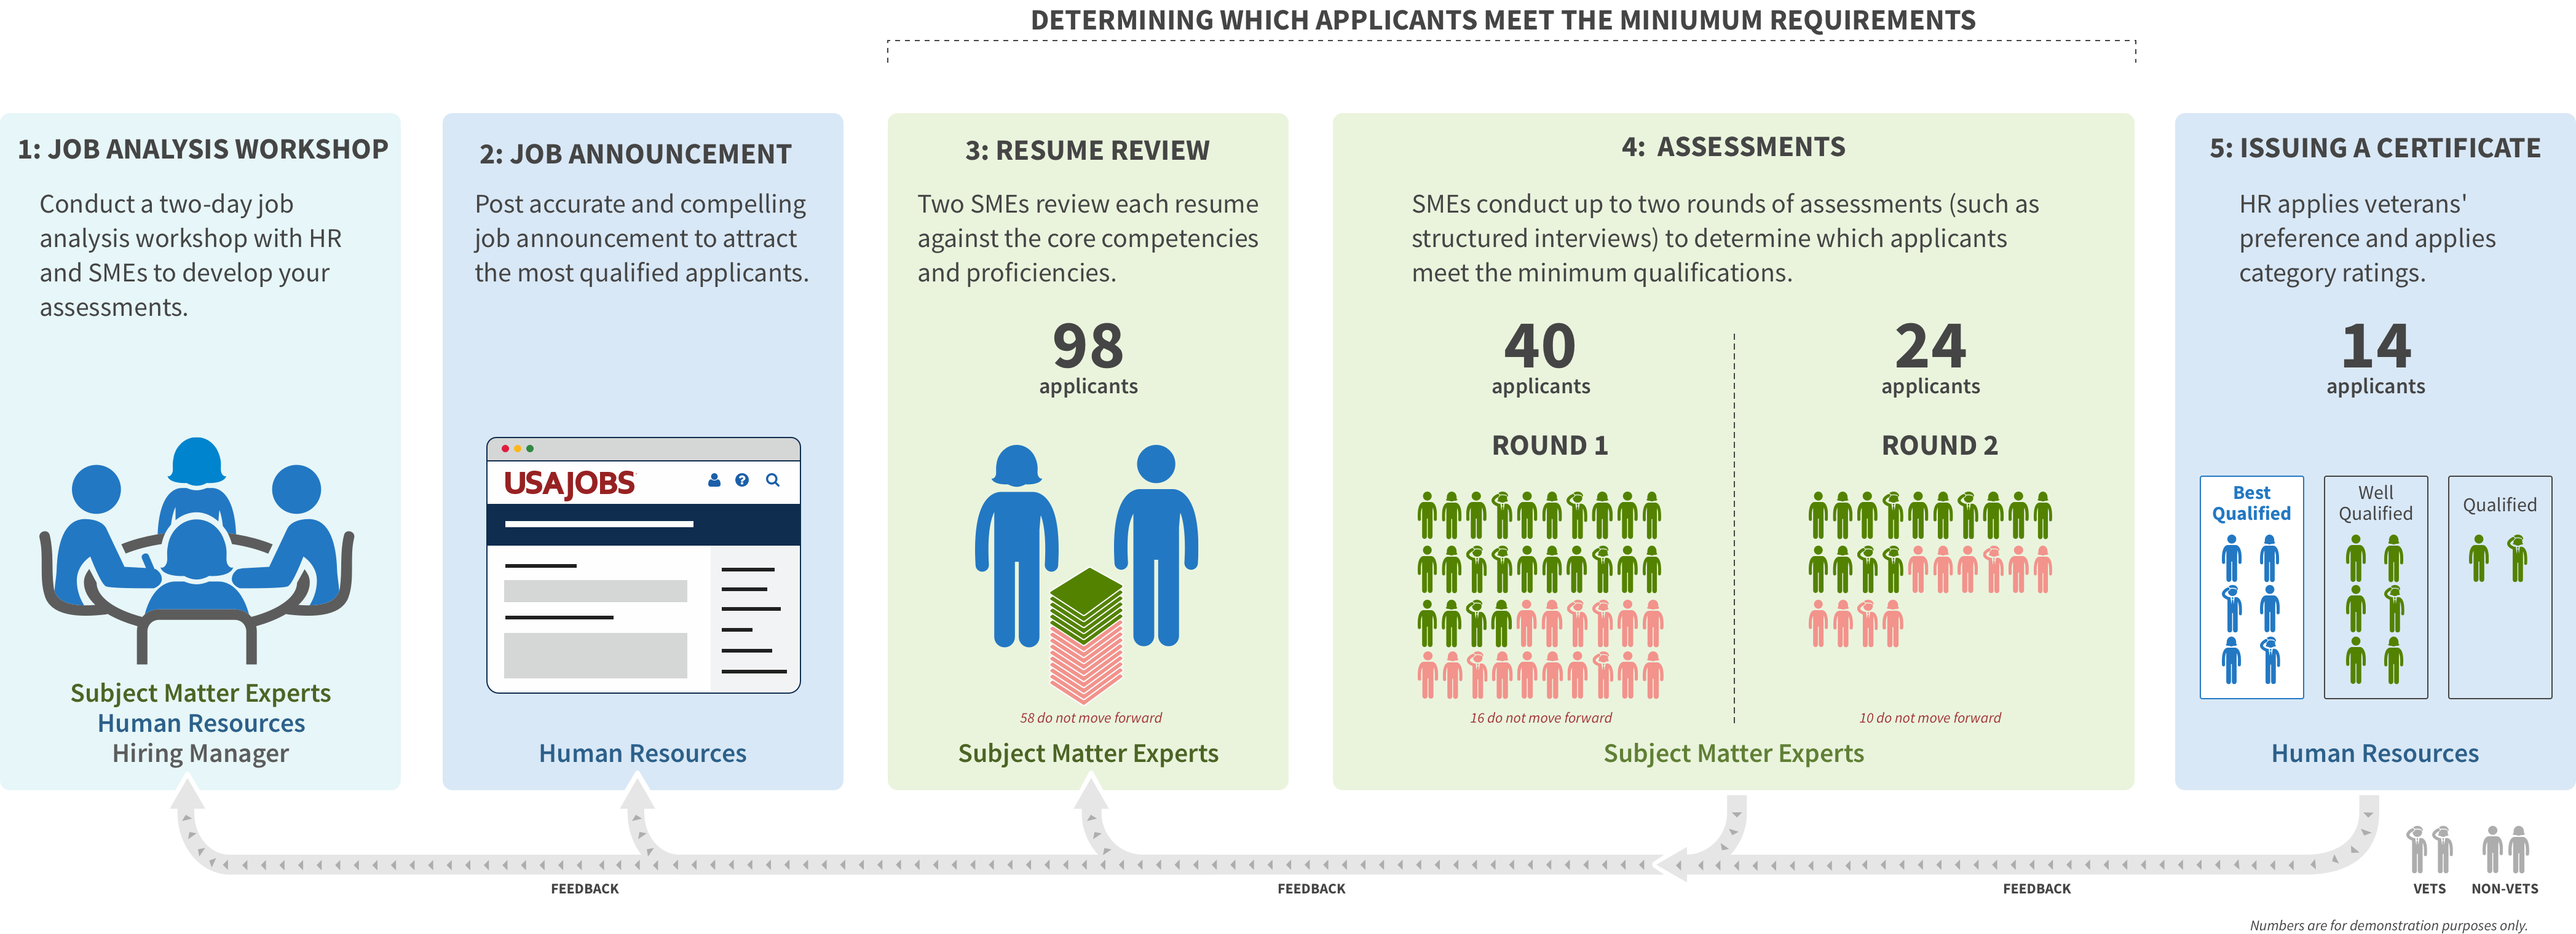 DETERMINING WHICH APPLICANTS MEET THE MINIUMUM REQUIREMENTS
1: JOB ANALYSIS WORKSHOP
Conduct a two-day job
analysis workshop with HR
and SMEs to develop your
assessments.
Subject Matter Experts
Human Resources
Hiring Manager
2: JOB ANNOUNCEMENT
Post accurate and compelling
job announcement to attract
the most qualified applicants.
USAJOBS
Human Resources
3: RESUME REVIEW
Two SMEs review each resume
against the core competencies
and proficiencies.
98
applicants
58 do not move forward
Subject Matter Experts
4: ASSESSMENTS
SMEs conduct up to two rounds of assessments (such as
structured interviews) to determine which applicants
meet the minimum qualifications.
40
applicants
ROUND 1
16 do not move forward
24
applicants
ROUND 2
10 do not move forward
Subject Matter Experts
5: ISSUING A CERTIFICATE
HR applies veterans'
preference and applies
category ratings.
14
applicants
Best
Qualified
Well
Qualified
Qualified
Human Resources
FEEDBACK
FEEDBACK
FEEDBACK
VETS
NON-VETS
Numbers are for demonstration purposes only.